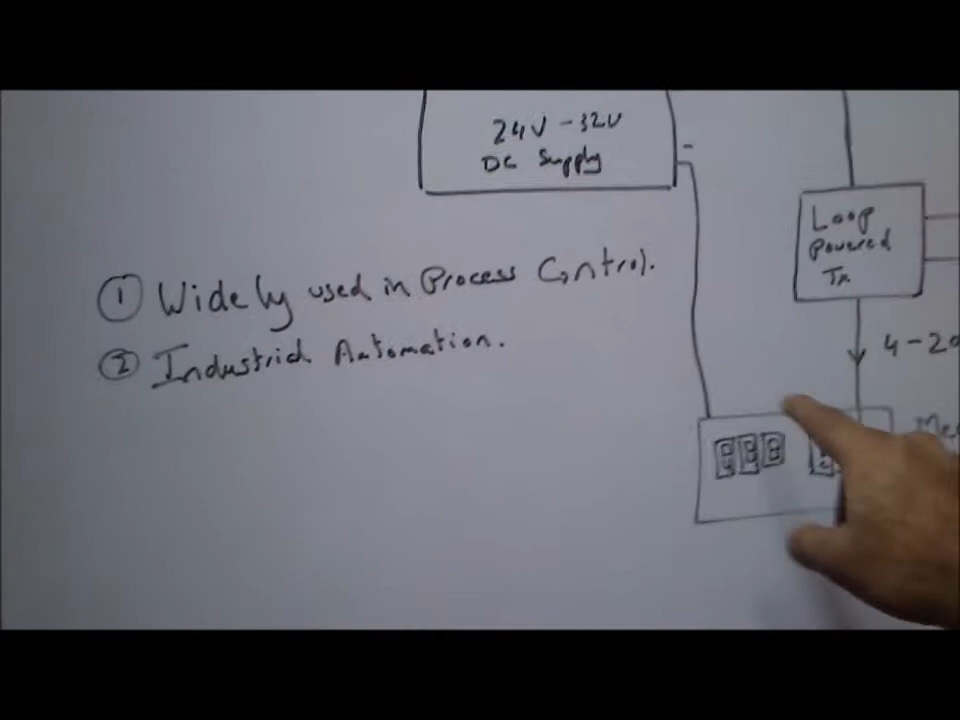 24V - 32V
DC Supply
-
Loop
Powered
Tx
① Widely used in Process Control.
② Industrial Automation.
4-20